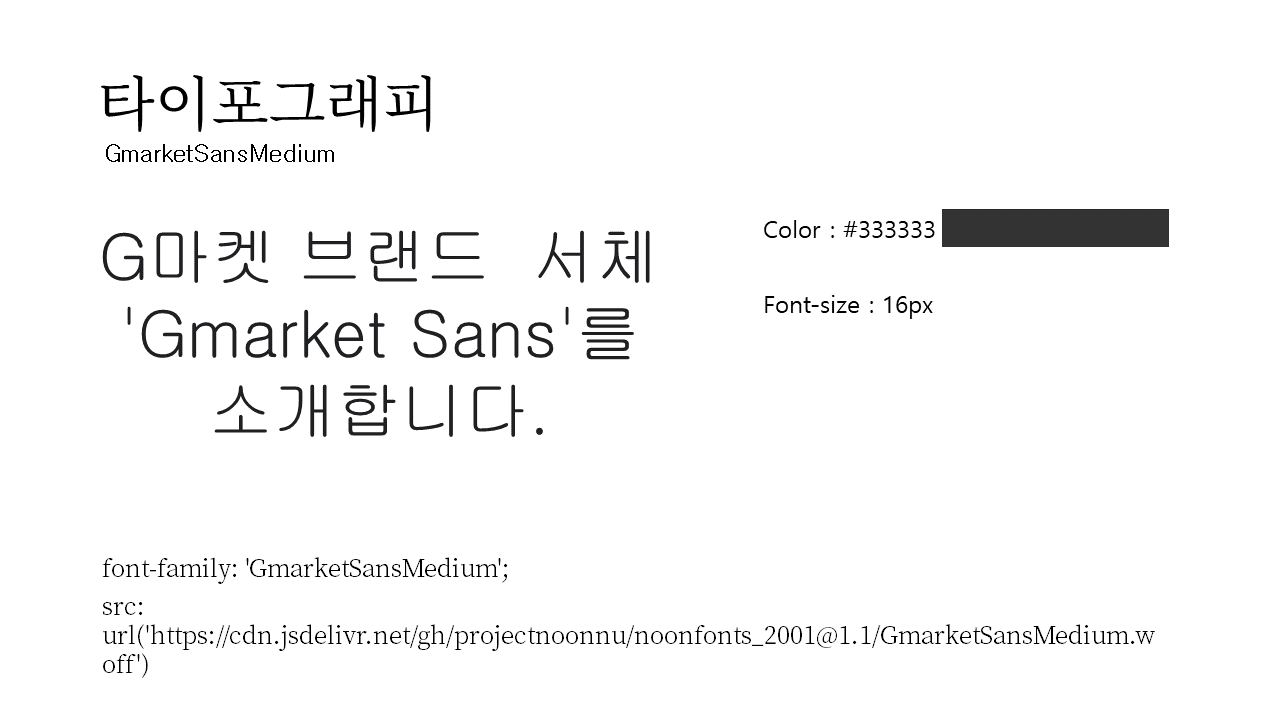 타이포그래피
GmarketSansMedium
G마켓 브랜드  서체
'Gmarket Sans'를
소개합니다.
Color : #333333
Font-size : 16px
font-family: 'GmarketSansMedium';
src:
url('https://cdn.jsdelivr.net/gh/projectnoonnu/noonfonts_2001@1.1/GmarketSansMedium.w
off')